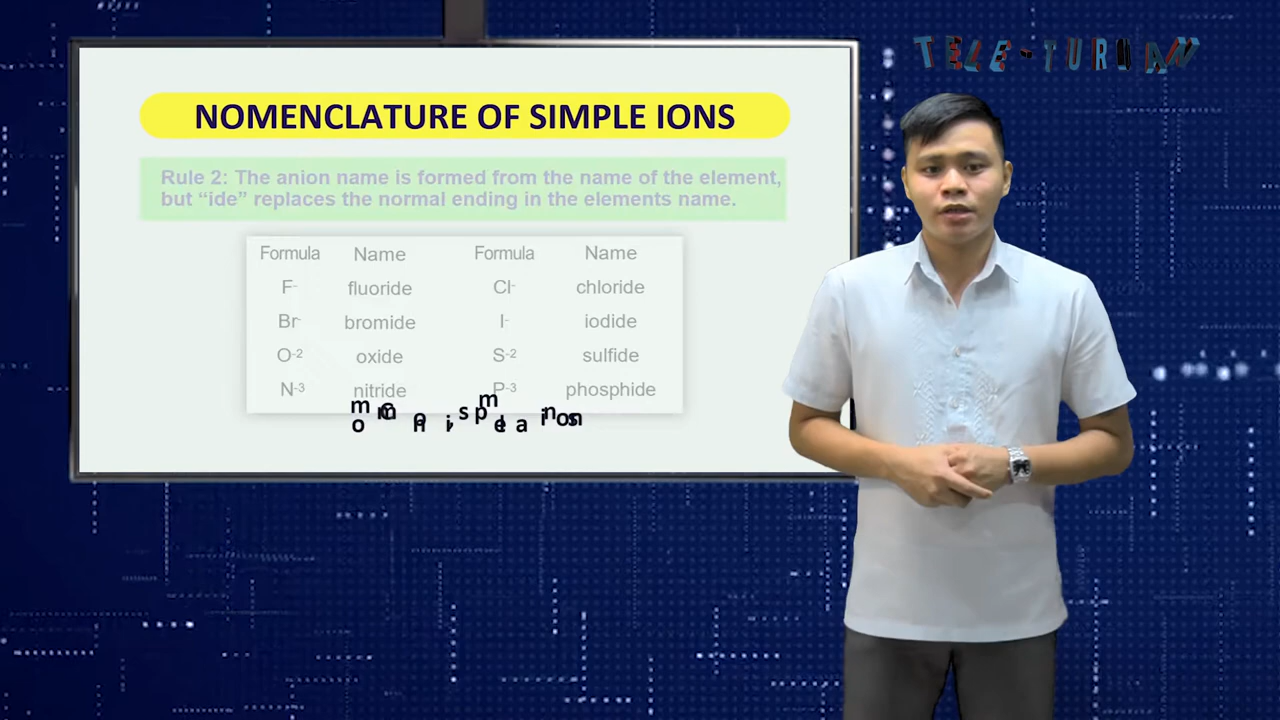 TELE-TURUAN
NOMENCLATURE OF SIMPLE IONS
Rule 2: The anion name is formed from the name of the element,
but “ide” replaces the normal ending in the elements name.
Formula Name Formula Name
F- fluoride Cl- chloride
Br- bromide I- iodide
O-2 oxide S-2 sulfide
N-3 nitride P-3 phosphide